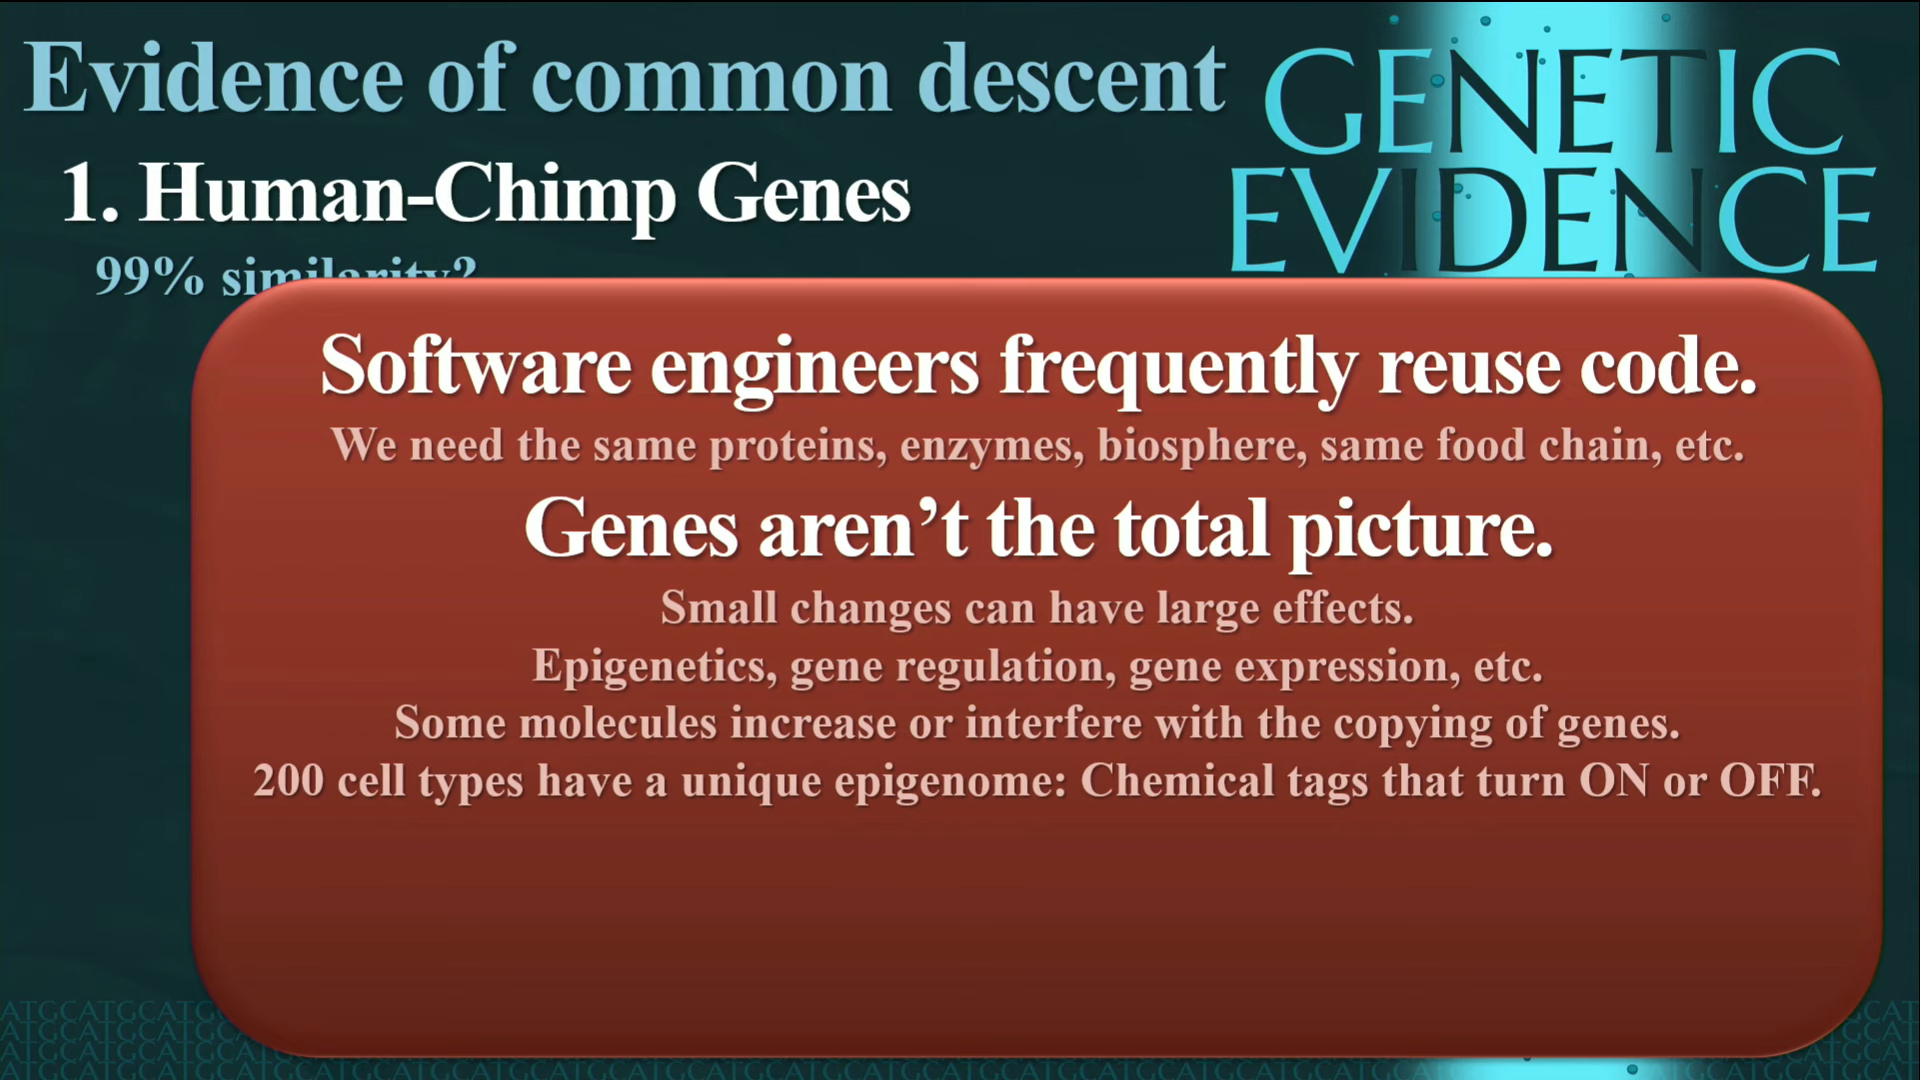 Evidence of common descent
GENETIC
EVIDENCE
1. Human-Chimp Genes
99% similarity?
Software engineers frequently reuse code.
We need the same proteins, enzymes, biosphere, same food chain, etc.
Genes aren’t the total picture.
Small changes can have large effects.
Epigenetics, gene regulation, gene expression, etc.
Some molecules increase or interfere with the copying of genes.
200 cell types have a unique epigenome: Chemical tags that turn ON or OFF.